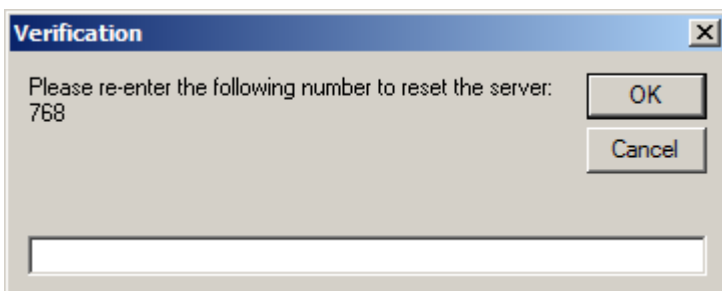 Verification
Please re-enter the following number to reset the server:
768
OK
Cancel